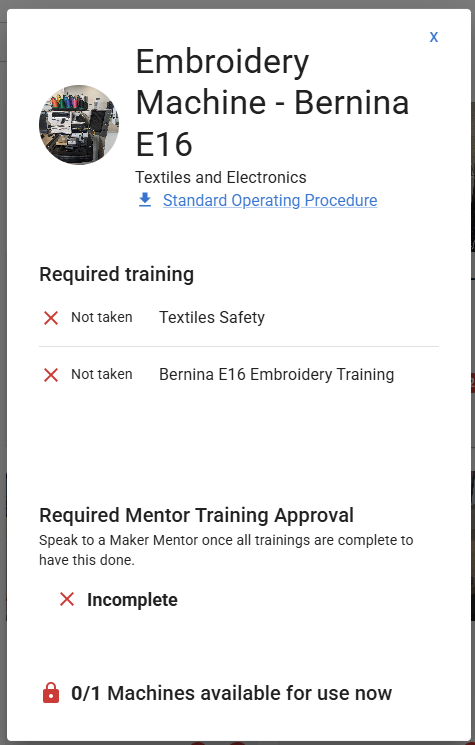 x
Embroidery
Machine - Bernina
E16
Textiles and Electronics
Standard Operating Procedure
Required training
Not taken Textiles Safety
Not taken Bernina E16 Embroidery Training
Required Mentor Training Approval
Speak to a Maker Mentor once all trainings are complete to
have this done.
Incomplete
0/1 Machines available for use now